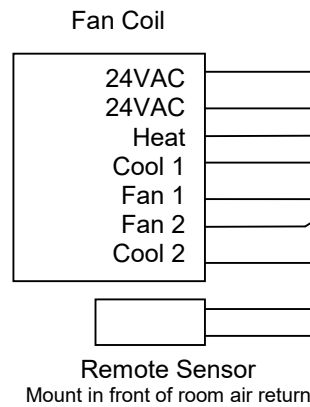 Fan Coil
24VAC
24VAC
Heat
Cool 1
Fan 1
Fan 2
Cool 2
Remote Sensor
Mount in front of room air return